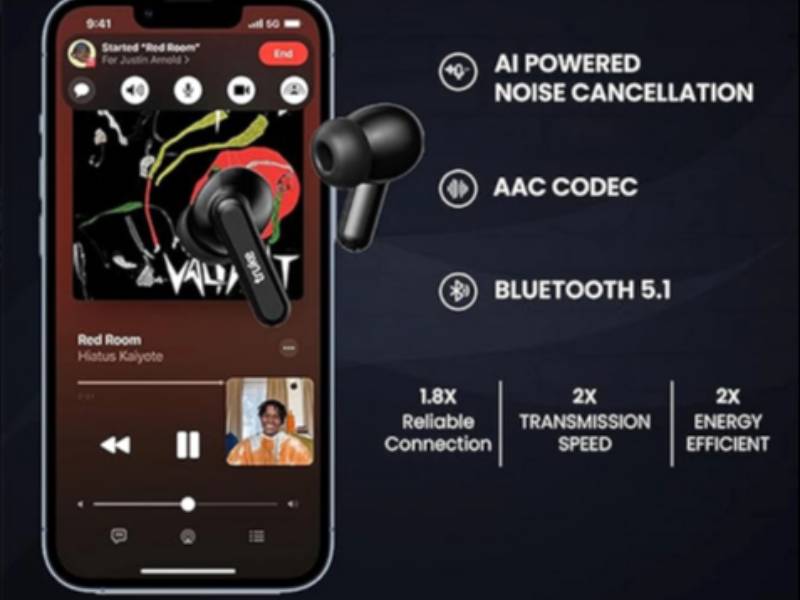 9:41
5G
Started "Red Room"
For Justin Arnold >
End
VALI
T
truke
Red Room
Hiatus Kaiyote
AI POWERED
NOISE CANCELLATION
AAC CODEC
BLUETOOTH 5.1
1.8X
Reliable
Connection
2X
TRANSMISSION
SPEED
2X
ENERGY
EFFICIENT